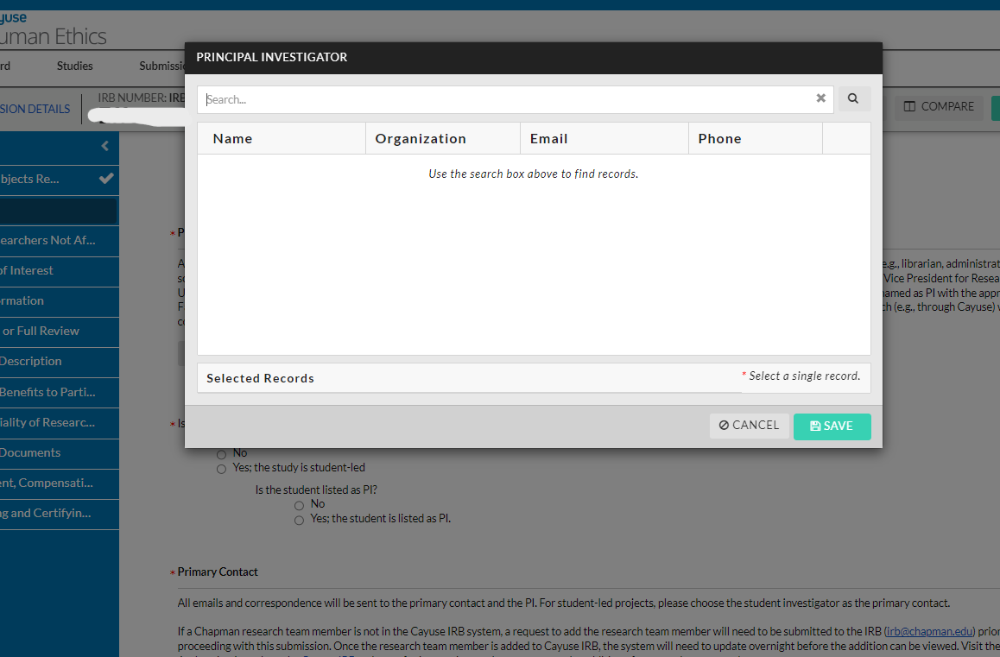 yuse
uman Ethics
rd Studies Submissi
SION DETAILS IRB NUMBER: IRB COMPARE
PRINCIPAL INVESTIGATOR
Search...
Name Organization Email Phone
Use the search box above to find records.
Selected Records * Select a single record.
CANCEL SAVE
bjects Re...
earchers Not Af...
of Interest
rmation
or Full Review
Description
Benefits to Parti...
iality of Researc...
Documents
ent, Compensati...
ng and Certifyin...
* P
A e.g., librarian, administrat
so Vice President for Resea
U named as PI with the appr
F ch (e.g., through Cayuse) w
co
* Is
No
Yes; the study is student-led
Is the student listed as PI?
No
Yes; the student is listed as PI.
* Primary Contact
All emails and correspondence will be sent to the primary contact and the PI. For student-led projects, please choose the student investigator as the primary contact.
If a Chapman research team member is not in the Cayuse IRB system, a request to add the research team member will need to be submitted to the IRB (irb@chapman.edu) prior
proceeding with this submission. Once the research team member is added to Cayuse IRB, the system will need to update overnight before the addition can be viewed. Visit the